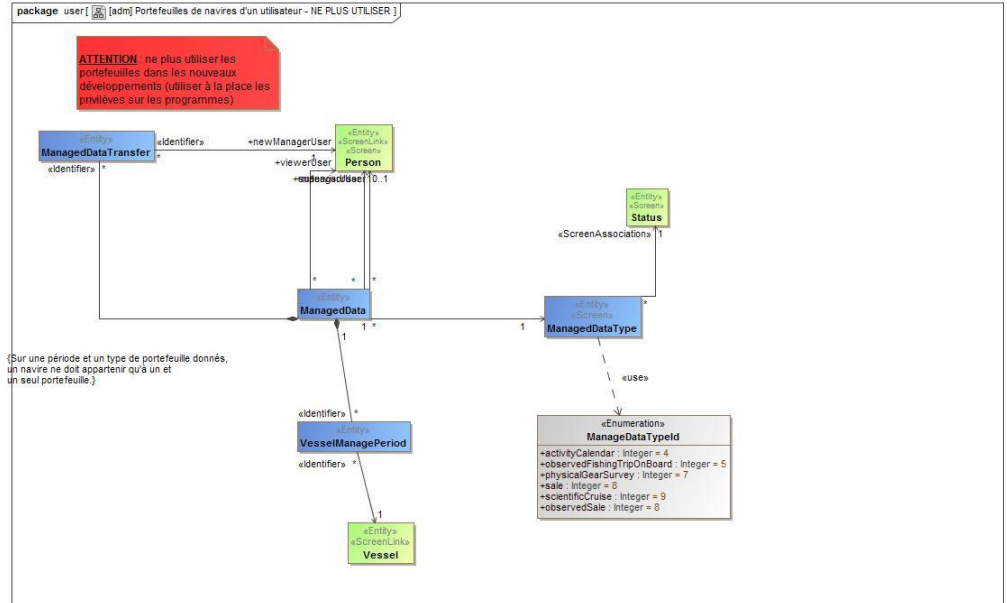 package user [ [adm] Portefeuilles de navires d'un utilisateur - NE PLUS UTILISER ]
ATTENTION : ne plus utiliser les
portefeuilles dans les nouveaux
développements (utiliser à la place les
privilèves sur les programmes)
«Entity»
ManagedDataTransfer
«Identifier»
*
«Identifier» *
+newManagerUser
1
+viewerUser
10..1
«Entity»
«ScreenLink»
«Screen»
Person
«Entity»
«Screen»
Status
«ScreenAssociation» 1
* * *
«Entity»
ManagedData
1 *
1
1
*
«Entity»
«Screen»
ManagedDataType
{Sur une période et un type de portefeuille donnés,
un navire ne doit appartenir qu'à un et
un seul portefeuille.}
«use»
«Identifier» *
«Entity»
VesselManagePeriod
«Identifier» *
1
«Entity»
«ScreenLink»
Vessel
«Enumeration»
ManageDataTypeId
+activityCalendar : Integer = 4
+observedFishingTripOnBoard : Integer = 5
+physicalGearSurvey : Integer = 7
+sale : Integer = 8
+scientificCruise : Integer = 9
+observedSale : Integer = 8